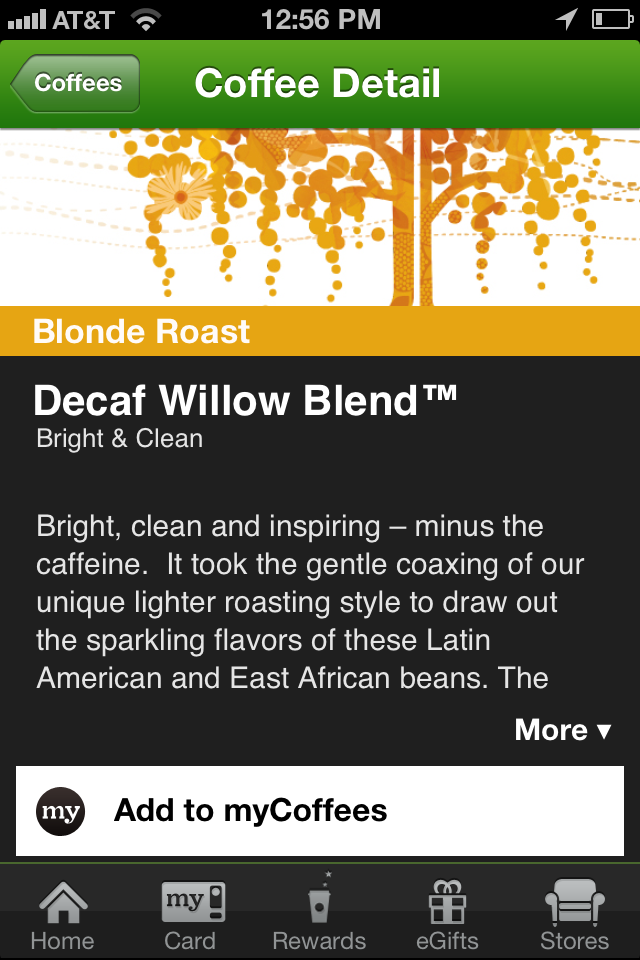 AT&T 12:56 PM
Coffees Coffee Detail
Blonde Roast
Decaf Willow Blend™
Bright & Clean
Bright, clean and inspiring – minus the
caffeine.  It took the gentle coaxing of our
unique lighter roasting style to draw out
the sparkling flavors of these Latin
American and East African beans. The
More ▾
my Add to myCoffees
my
Home Card Rewards eGifts Stores